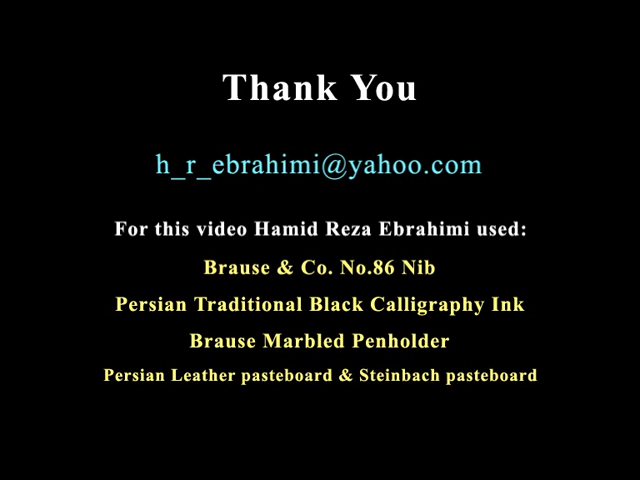 Thank You
h_r_ebrahimi@yahoo.com
For this video Hamid Reza Ebrahimi used:
Brause & Co. No.86 Nib
Persian Traditional Black Calligraphy Ink
Brause Marbled Penholder
Persian Leather pasteboard & Steinbach pasteboard